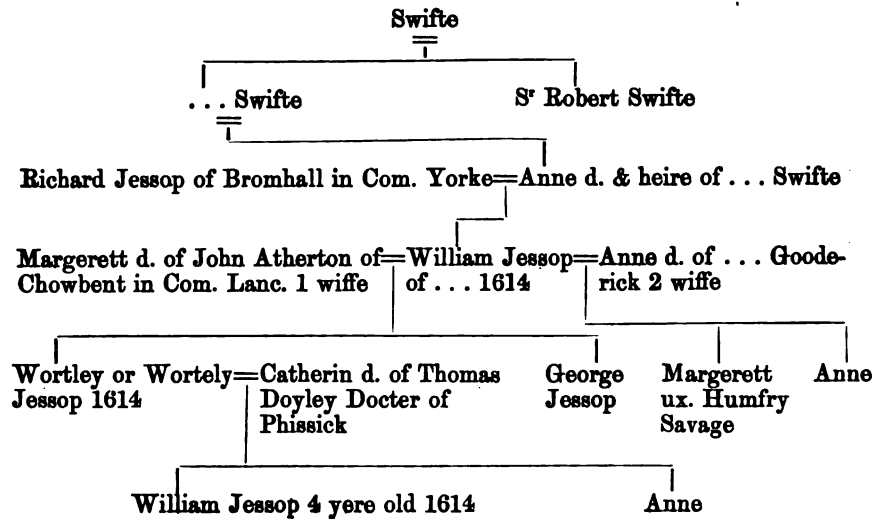 Swifte
. . . Swifte
Sr Robert Swifte
Richard Jessop of Bromhall in Com. Yorke=Anne d. & heire of . . . Swifte
Margerett d. of John Atherton of=William Jessop=Anne d. of . . . Goode-
Chowbent in Com. Lanc. 1 wiffe of . . . 1614 rick 2 wiffe
Wortley or Wortely=Catherin d. of Thomas George Margerett Anne
Jessop 1614 Doyley Docter of Jessop ux. Humfry
Phissick Savage
William Jessop 4 yere old 1614 Anne